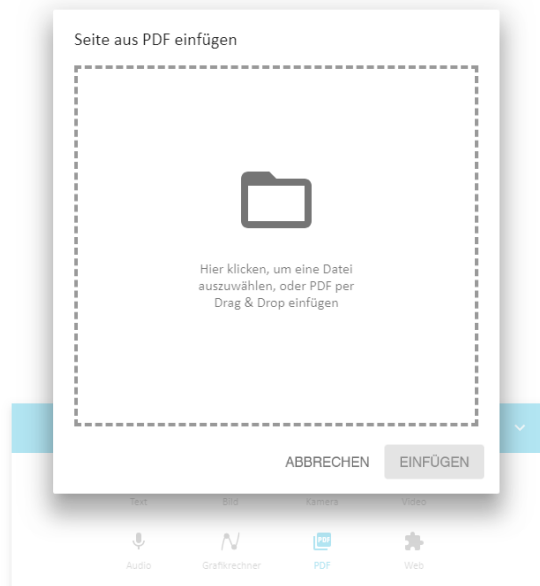 Seite aus PDF einfügen
Hier klicken, um eine Datei
auszuwählen, oder PDF per
Drag & Drop einfügen
ABBRECHEN EINFÜGEN
Text Bild Kamera Video
PDF
Audio Grafikrechner PDF Web